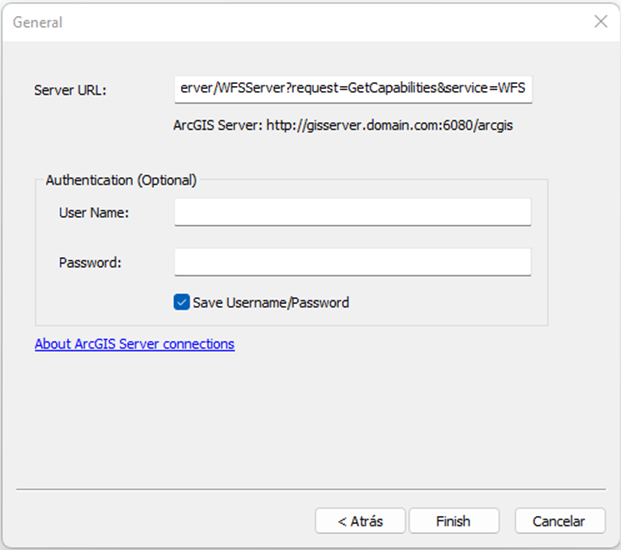 General
Server URL:
erver/WFSServer?request=GetCapabilities&service=WFS
ArcGIS Server: http://gisserver.domain.com:6080/arcgis
Authentication (Optional)
User Name:
Password:
Save Username/Password
About ArcGIS Server connections
< Atrás
Finish
Cancelar